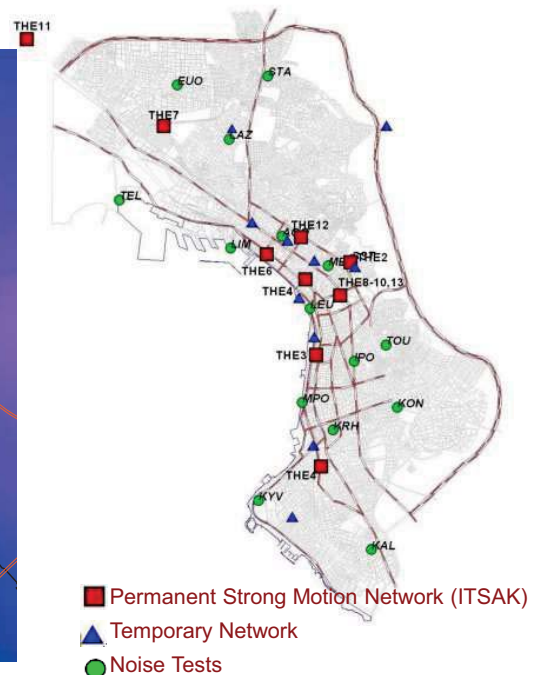 THE11
STA
EUO
THE7
LAZ
TEL
THE12
LIM
THE2
THE6
THE8-10,13
THE4
LEU
TOU
THE3
IPO
MPO
KON
KRH
THE4
KYV
KAL
Permanent Strong Motion Network (ITSAK)
Temporary Network
Noise Tests